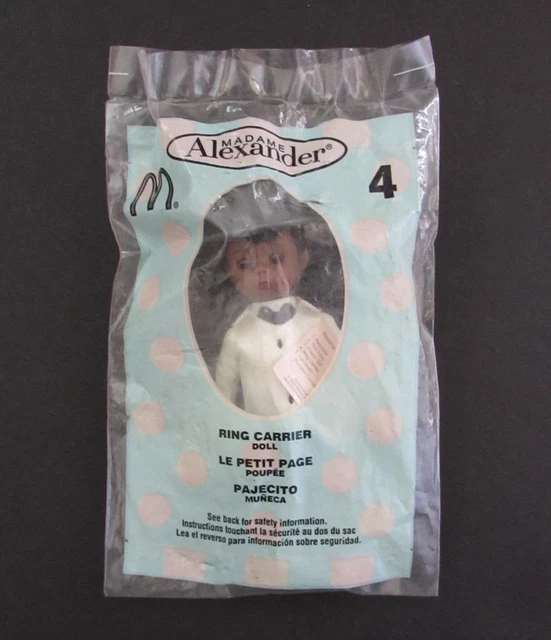 MADAME
Alexander®
M®
4
RING CARRIER
DOLL
LE PETIT PAGE
POUPÉE
PAJECITO
MUÑECA
See back for safety information.
Instructions touchant la sécurité au dos du sac
Lea el reverso para información sobre seguridad.